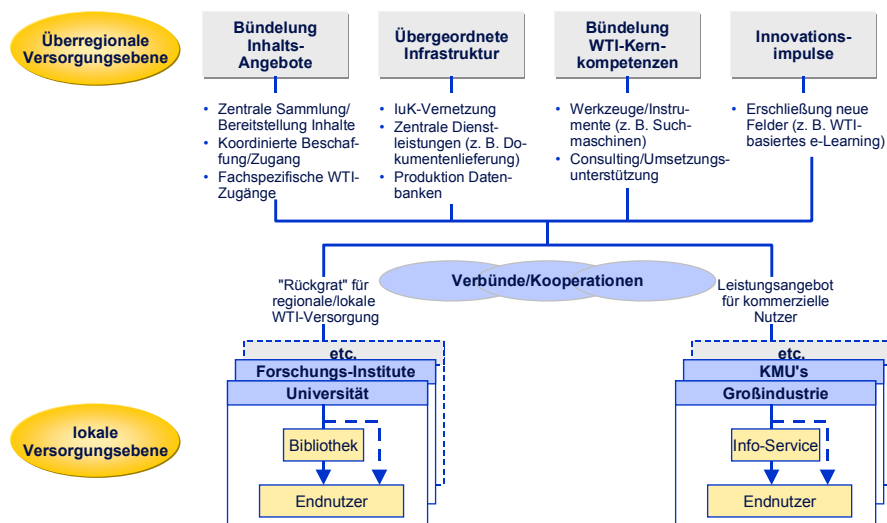 Überregionale
Versorgungsebene
Bündelung
Inhalts-
Angebote
Übergeordnete
Infrastruktur
Bündelung
WTI-Kern-
kompetenzen
Innovations-
impulse
• Zentrale Sammlung/
Bereitstellung Inhalte
• Koordinierte Beschaf-
fung/Zugang
• Fachspezifische WTI-
Zugänge
• IuK-Vernetzung
• Zentrale Dienst-
leistungen (z. B. Do-
kumentenlieferung)
• Produktion Daten-
banken
• Werkzeuge/Instru-
mente (z. B. Such-
maschinen)
• Consulting/Umsetzungs-
unterstützung
• Erschließung neue
Felder (z. B. WTI-
basiertes e-Learning)
Verbünde/Kooperationen
"Rückgrat" für
regionale/lokale
WTI-Versorgung
Leistungsangebot
für kommerzielle
Nutzer
lokale
Versorgungsebene
etc.
Forschungs-Institute
Universität
Bibliothek
Endnutzer
etc.
KMU's
Großindustrie
Info-Service
Endnutzer